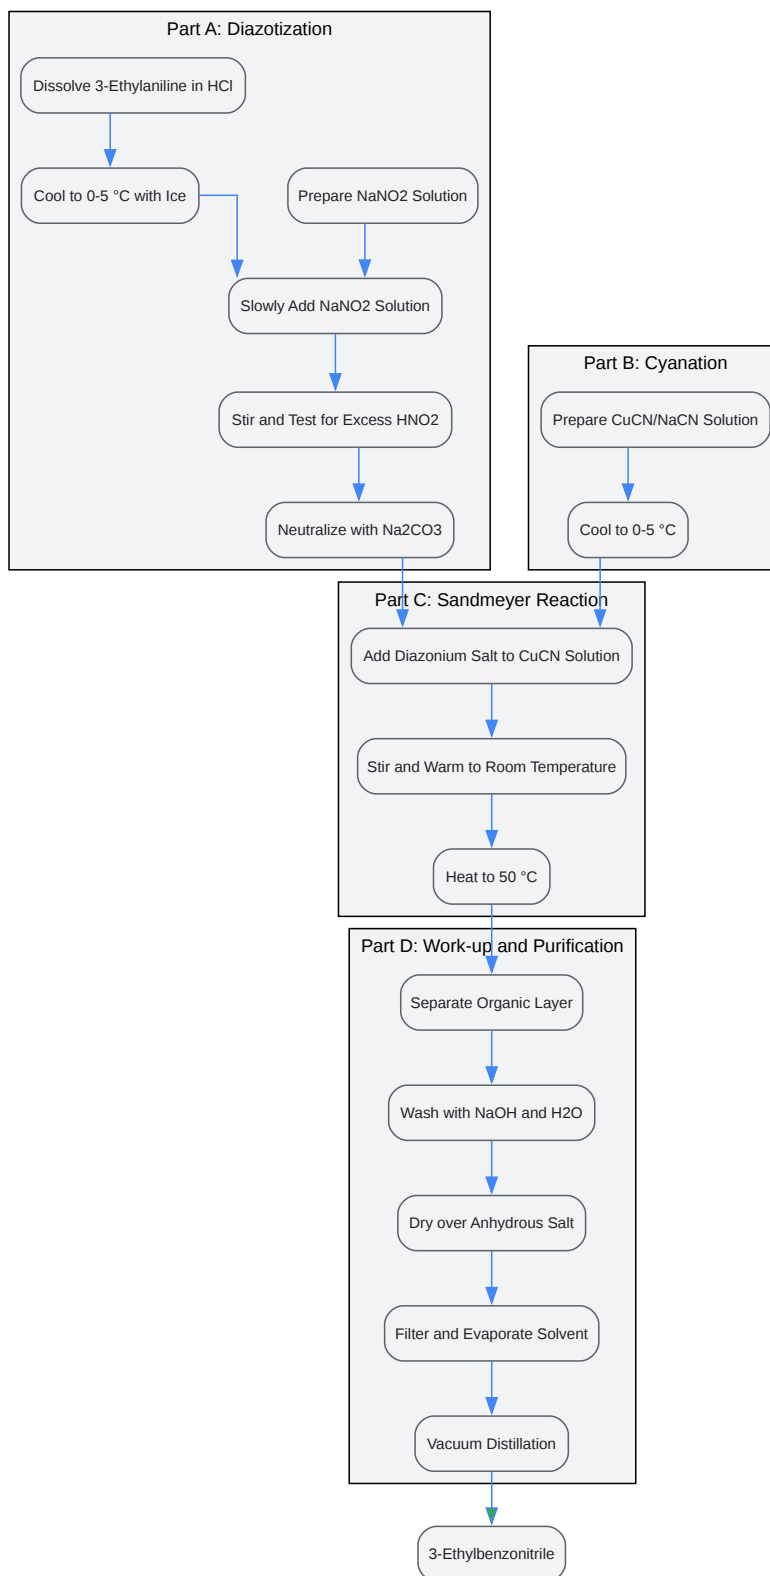 Part A: Diazotization
Dissolve 3-Ethylaniline in HCl
Cool to 0-5 °C with Ice
Prepare NaNO2 Solution
Slowly Add NaNO2 Solution
Stir and Test for Excess HNO2
Neutralize with Na2CO3
Part B: Cyanation
Prepare CuCN/NaCN Solution
Cool to 0-5 °C
Part C: Sandmeyer Reaction
Add Diazonium Salt to CuCN Solution
Stir and Warm to Room Temperature
Heat to 50 °C
Part D: Work-up and Purification
Separate Organic Layer
Wash with NaOH and H2O
Dry over Anhydrous Salt
Filter and Evaporate Solvent
Vacuum Distillation
3-Ethylbenzonitrile